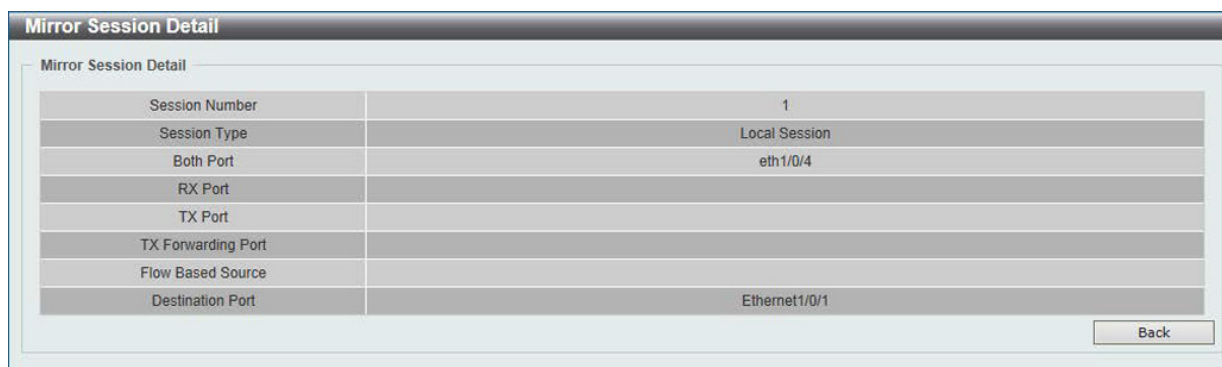 Mirror Session Detail
Mirror Session Detail
Session Number 1
Session Type Local Session
Both Port eth1/0/4
RX Port
TX Port
TX Forwarding Port
Flow Based Source
Destination Port Ethernet1/0/1
Back